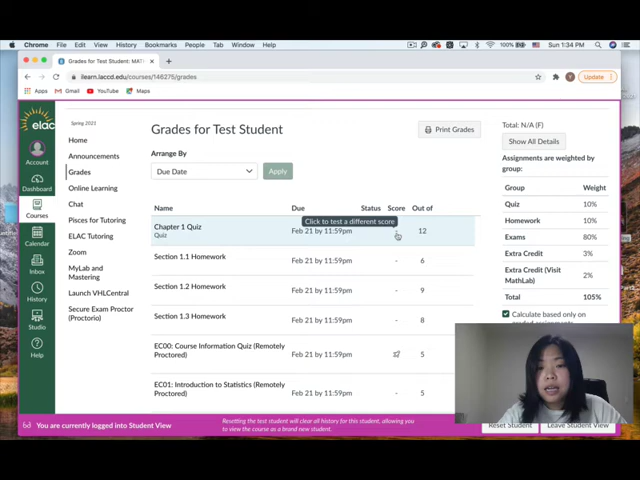 Chrome File Edit View History Bookmarks People Tab Window Help 100% Sun 1:34 PM
Grades for Test Student: MATH
ilearn.laccd.edu/courses/146275/grades
Update
Apps Gmail YouTube Maps
elac
Account
Dashboard
Courses
Calendar
Inbox
History
Studio
Help
Spring 2021
Home
Announcements
Grades
Online Learning
Chat
Pisces for Tutoring
ELAC Tutoring
Zoom
MyLab and
Mastering
Launch VHLCentral
Secure Exam Proctor
(Proctorio)
Grades for Test Student
Print Grades
Arrange By
Due Date
Apply
Name Due Status Score Out of
Click to test a different score
Chapter 1 Quiz
Quiz
Feb 21 by 11:59pm - 12
Section 1.1 Homework
Feb 21 by 11:59pm - 6
Section 1.2 Homework
Feb 21 by 11:59pm - 9
Section 1.3 Homework
Feb 21 by 11:59pm - 8
EC00: Course Information Quiz (Remotely
Proctored)
Feb 21 by 11:59pm 5
EC01: Introduction to Statistics (Remotely
Proctored)
Feb 21 by 11:59pm - 5
Total: N/A (F)
Show All Details
Assignments are weighted by
group:
Group Weight
Quiz 10%
Homework 10%
Exams 80%
Extra Credit 3%
Extra Credit (Visit
MathLab) 2%
Total 105%
Calculate based only on
graded assignments
You are currently logged into Student View
Resetting the test student will clear all history for this student, allowing
you to view the course as a brand new student.
Reset Student
Leave Student View